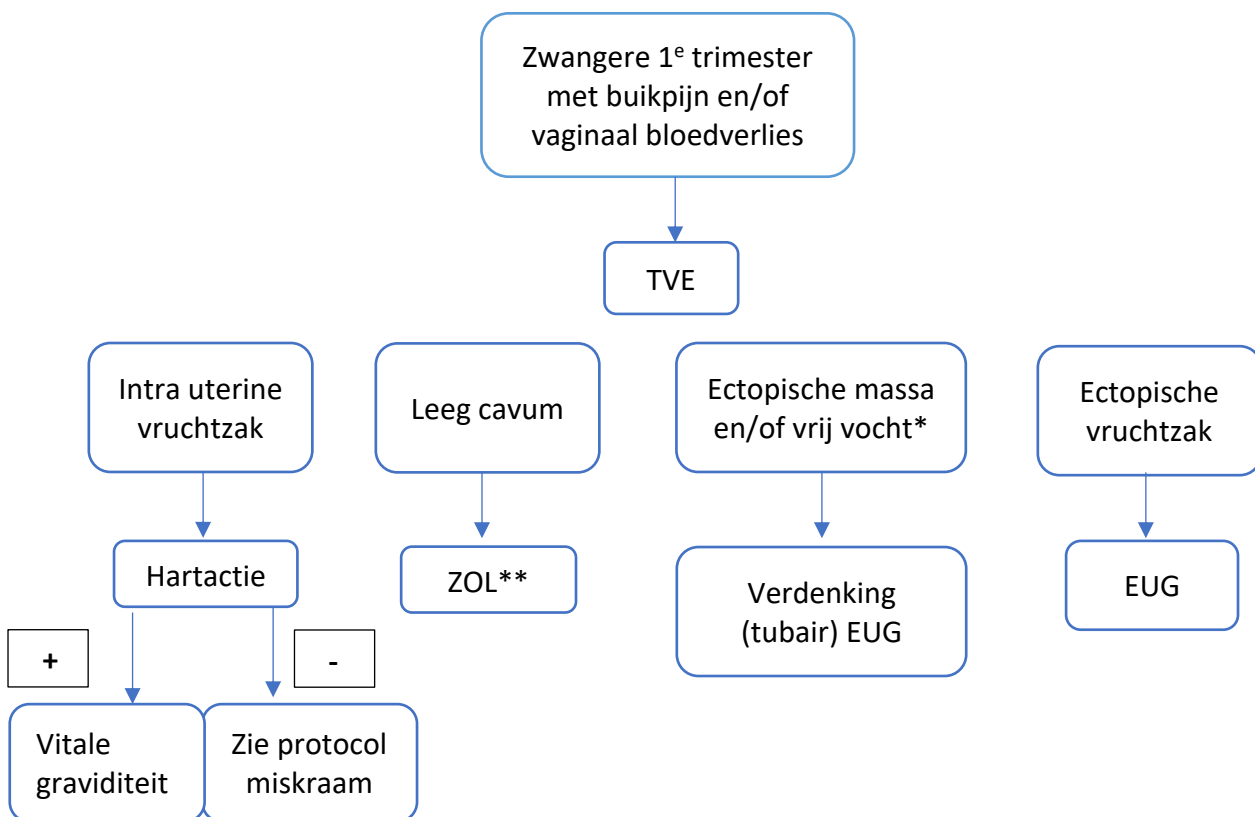 Zwangere 1e trimester
met buikpijn en/of
vaginaal bloedverlies
TVE
Intra uterine
vruchtzak
Leeg cavum
Ectopische massa
en/of vrij vocht*
Ectopische
vruchtzak
Hartactie
ZOL**
Verdenking
(tubair) EUG
EUG
+
-
Vitale
graviditeit
Zie protocol
miskraam